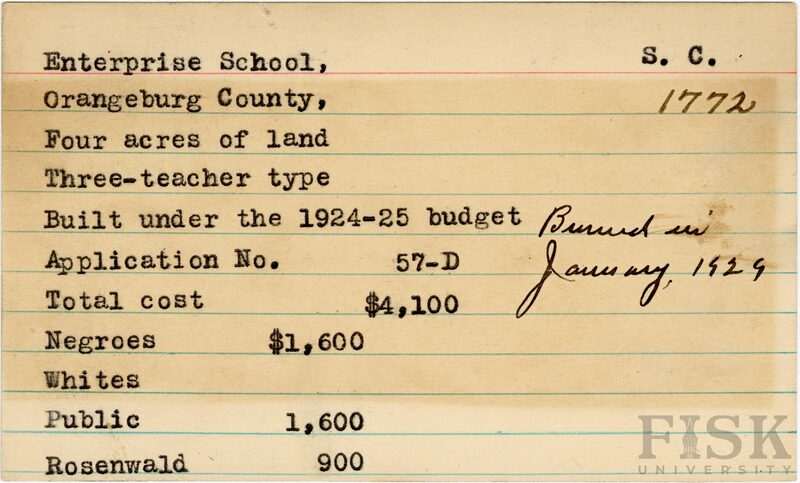 Enterprise School, S. C.
Orangeburg County, 1772
Four acres of land
Three-teacher type
Built under the 1924-25 budget
Burned in
January, 1929
Application No. 57-D
Total cost $4,100
Negroes $1,600
Whites
Public 1,600
Rosenwald 900
FISK
UNIVERSITY